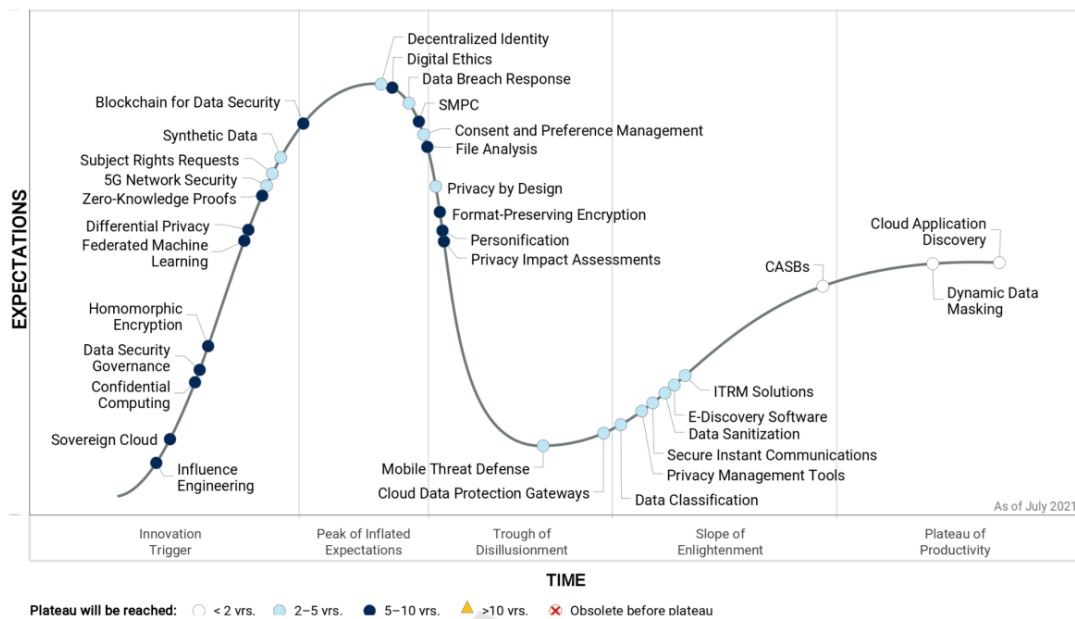 Decentralized Identity
Digital Ethics
Data Breach Response
Blockchain for Data Security
SMPC
Synthetic Data
Consent and Preference Management
File Analysis
Subject Rights Requests
5G Network Security
Zero-Knowledge Proofs
Privacy by Design
Format-Preserving Encryption
Differential Privacy
Personification
Federated Machine
Learning
Privacy Impact Assessments
Cloud Application
Discovery
CASBs
Dynamic Data
Masking
Homomorphic
Encryption
Data Security
Governance
Confidential
Computing
ITRM Solutions
E-Discovery Software
Data Sanitization
Sovereign Cloud
Secure Instant Communications
Influence
Engineering
Mobile Threat Defense
Privacy Management Tools
Cloud Data Protection Gateways
Data Classification
EXPECTATIONS
As of July 2021
Innovation
Trigger
Peak of Inflated
Expectations
Trough of
Disillusionment
Slope of
Enlightenment
Plateau of
Productivity
TIME
Plateau will be reached: < 2 yrs. 2–5 yrs. 5–10 yrs. >10 yrs. Obsolete before plateau